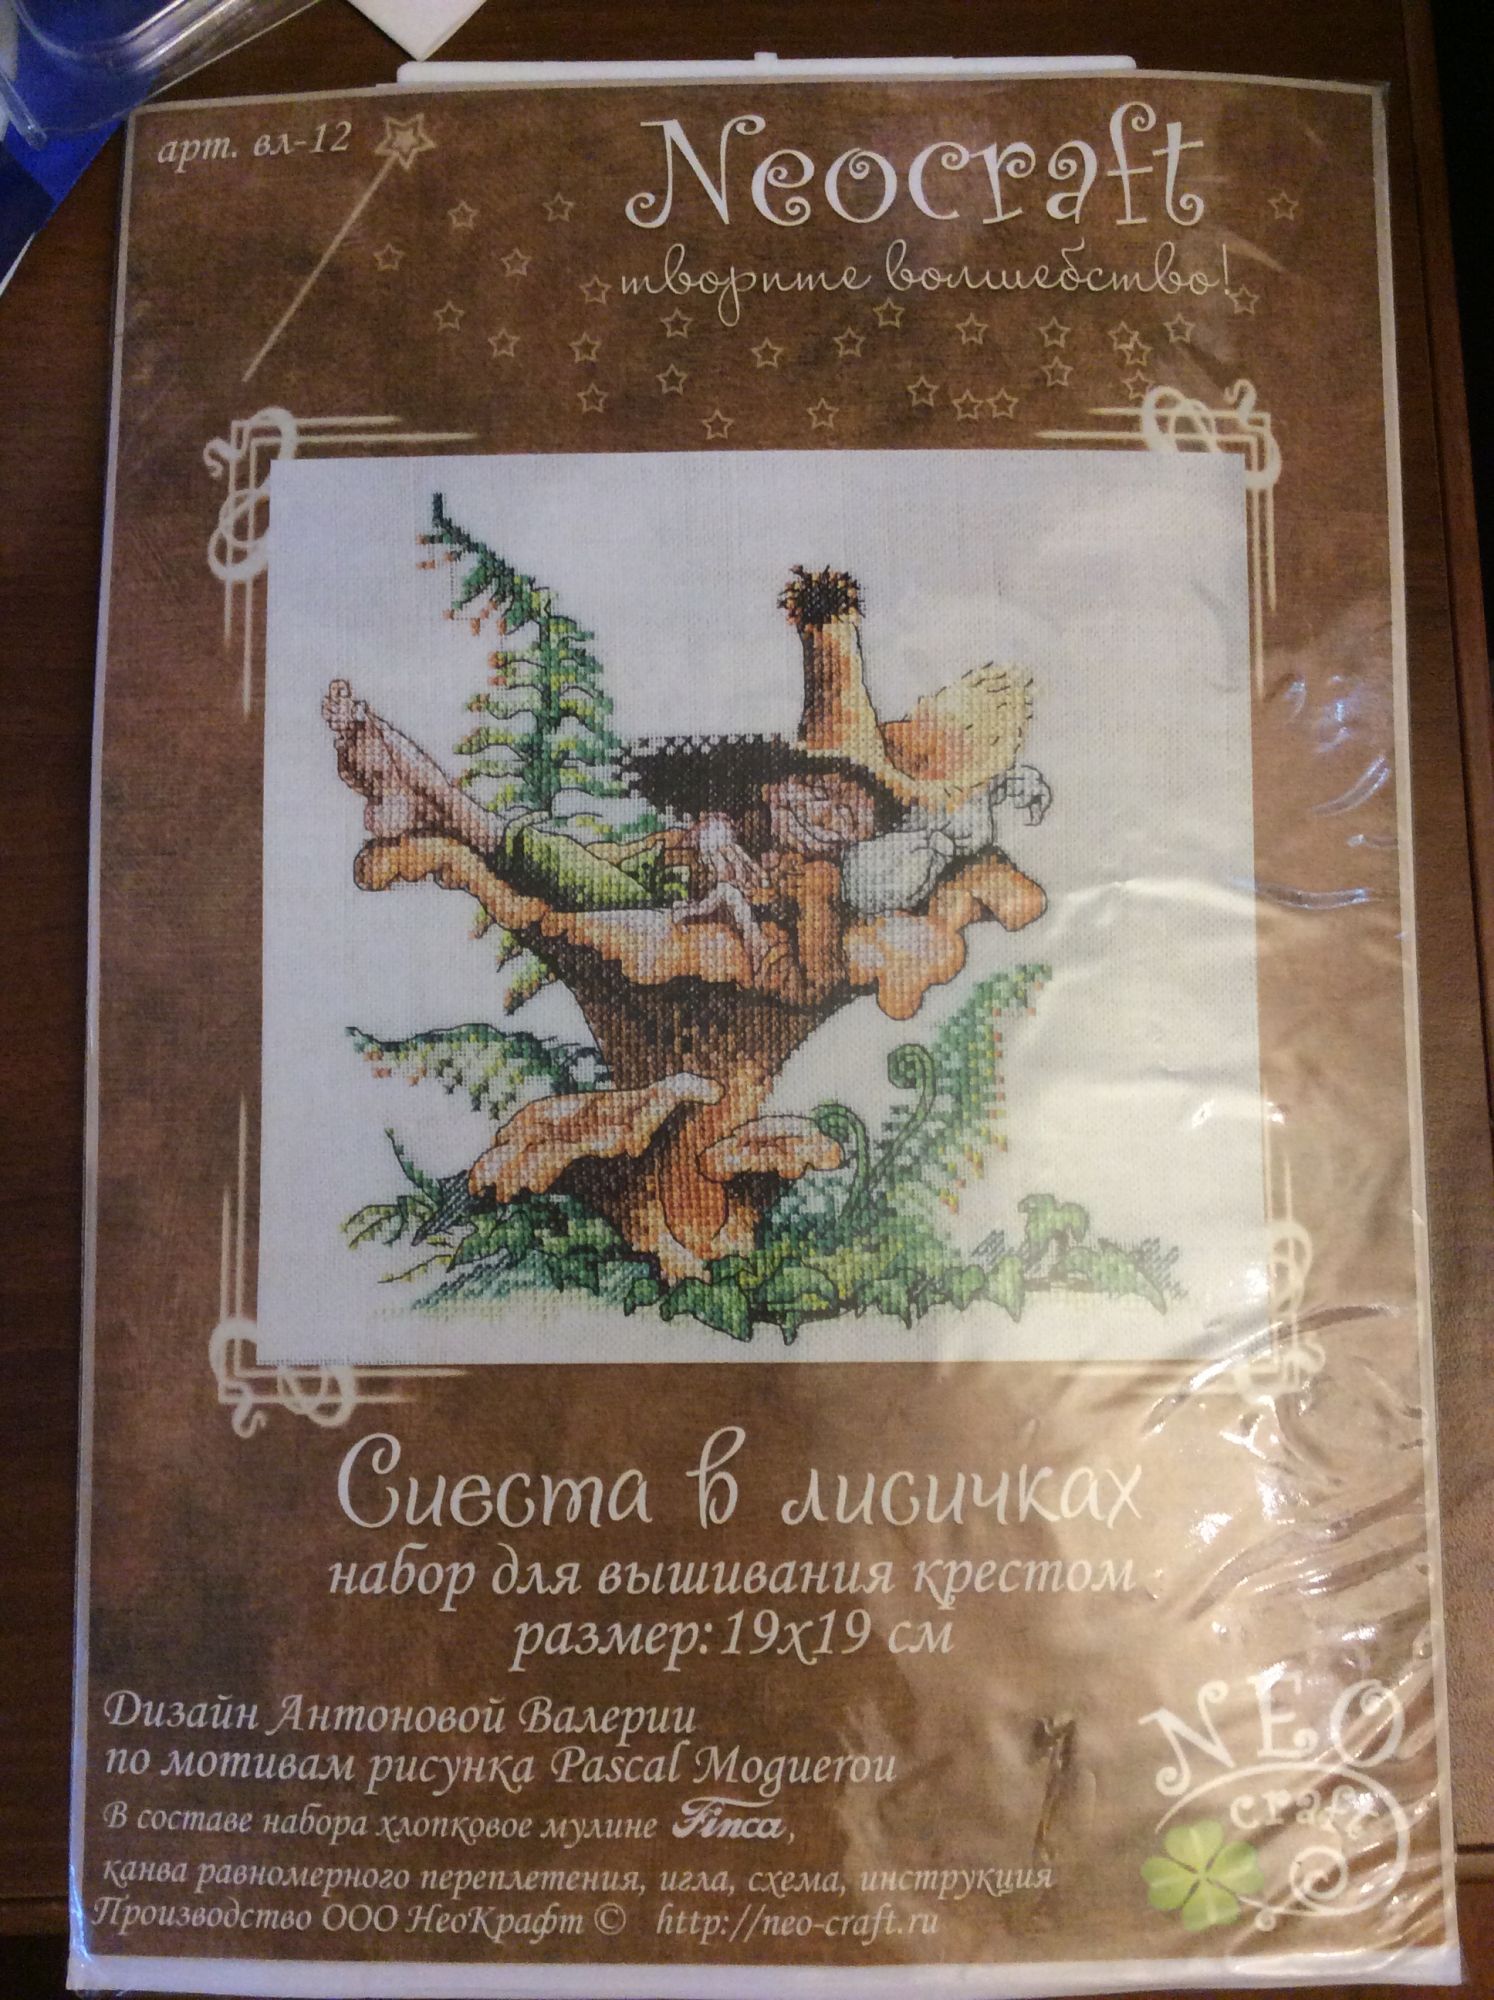 арт. вл-12
Neocraft
творите волшебство!
Сиеста в лисичках
набор для вышивания крестом
размер: 19х19 см
Дизайн Антоновой Валерии
по мотивам рисунка Pascal Moguerou
В составе набора хлопковое мулине Finca,
канва равномерного переплетения, игла, схема, инструкция
Производство ООО НеоКрафт © http://neo-craft.ru
NEO
craft